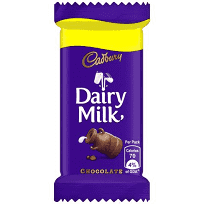 Cadbury
Dairy
Milk
Per Pack
Calories
70
4%
CHOCOLATE